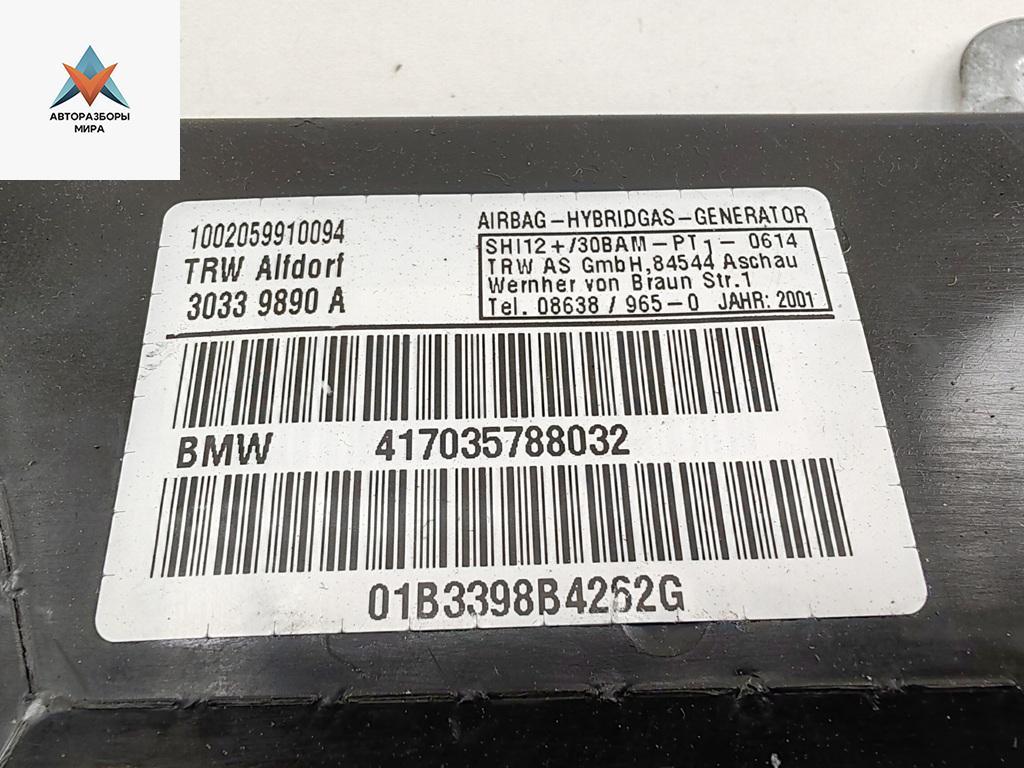 АВТОРАЗБОРЫ
МИРА
1002059910094
TRW Alfdorf
3033 9890 A
AIRBAG-HYBRIDGAS-GENERATOR
SHI12+/30BAM-PT1- 0614
TRW AS GmbH,84544 Aschau
Wernher von Braun Str.1
Tel. 08638 / 965-0 JAHR: 2001
BMW 417035788032
01B3398B4262G